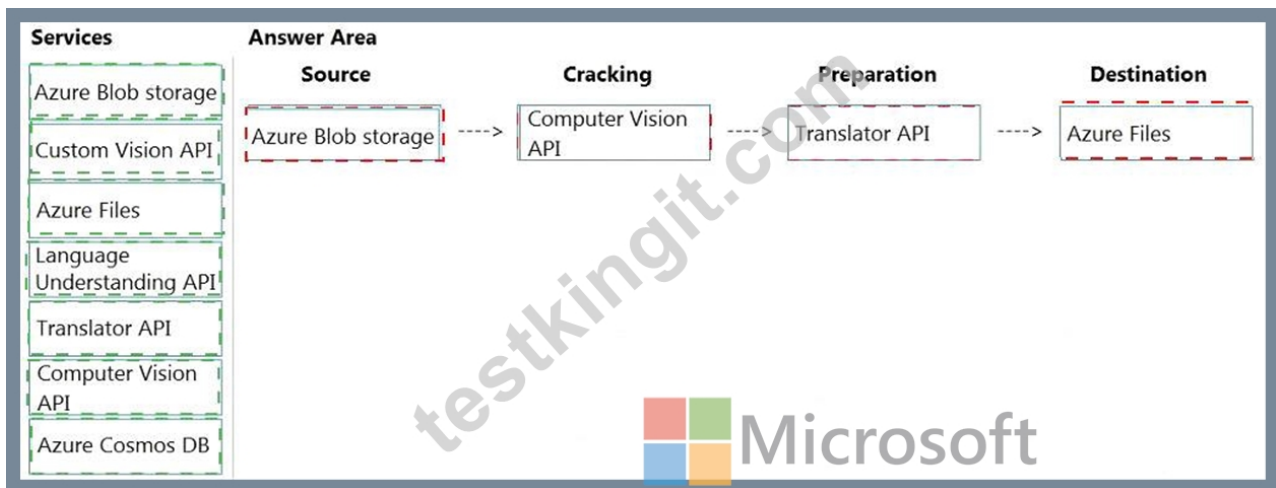 Services
Answer Area
Source
Cracking
Preparation
Destination
Azure Blob storage
Custom Vision API
Azure Files
Language
Understanding API
Translator API
Computer Vision
API
Azure Cosmos DB
Azure Blob storage
Computer Vision
API
Translator API
Azure Files
testkingit.com
Microsoft